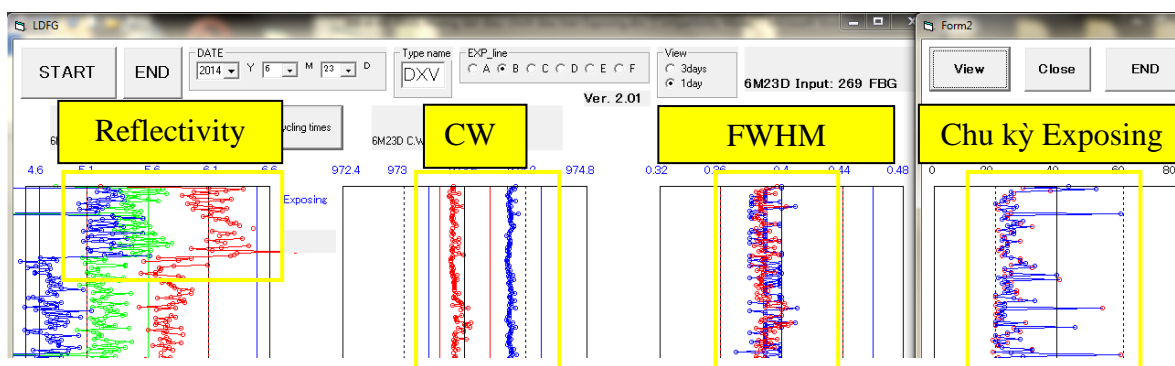 LDFG
Form2
START
END
DATE
2014 Y 6 M 23 D
Type name
DXV
EXP_line
A B C D E F
View
3days
1day
6M23D Input: 269 FBG
Ver. 2.01
View
Close
END
Reflectivity
ycling times
6M23D C.W
CW
FWHM
Chu kỳ Exposing
4.6 5.1 5.6 6.1 6.6
972.4 973 974.8
0.32 0.36 0.4 0.44 0.48
0 20 40 60 80
Exposing